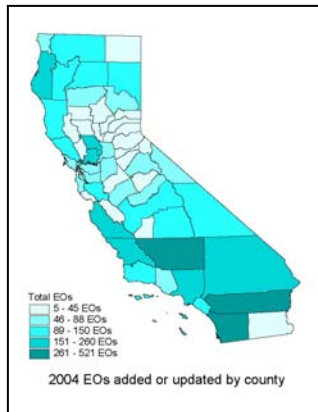 Total EOs
5 - 45 EOs
46 - 88 EOs
89 - 150 EOs
151 - 260 EOs
261 - 521 EOs
2004 EOs added or updated by county